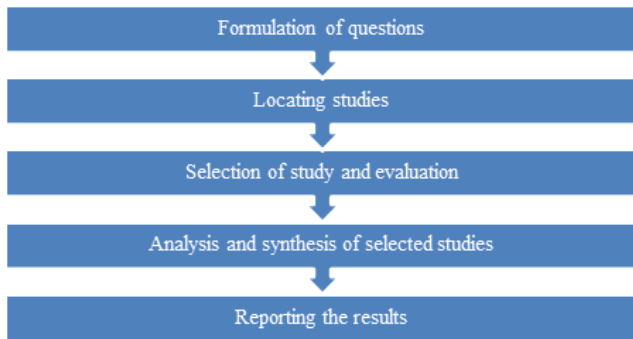 Formulation of questions
Locating studies
Selection of study and evaluation
Analysis and synthesis of selected studies
Reporting the results